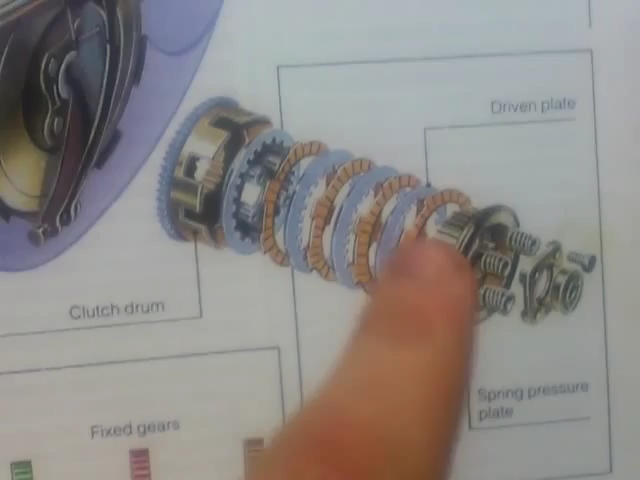 Driven plate
Clutch drum
Spring pressure
plate
Fixed gears